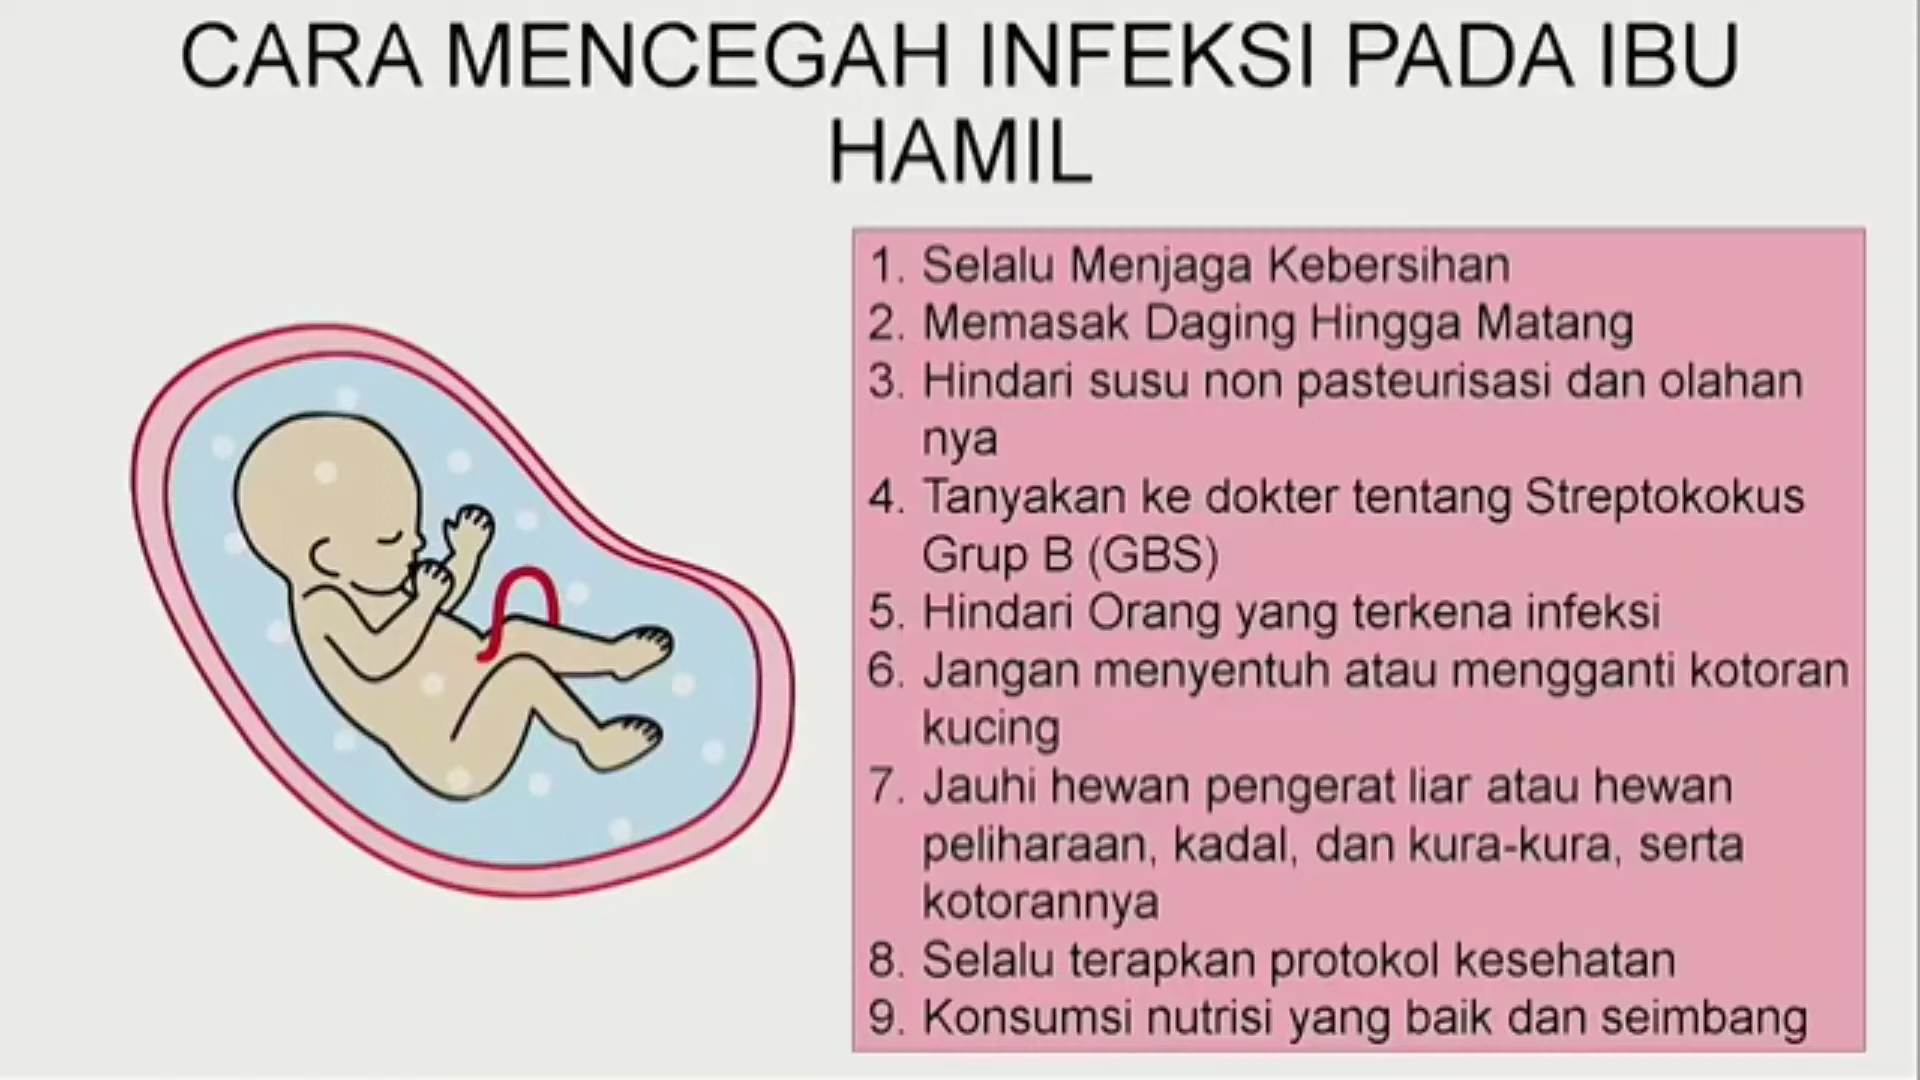 CARA MENCEGAH INFEKSI PADA IBU
HAMIL
1. Selalu Menjaga Kebersihan
2. Memasak Daging Hingga Matang
3. Hindari susu non pasteurisasi dan olahan
nya
4. Tanyakan ke dokter tentang Streptokokus
Grup B (GBS)
5. Hindari Orang yang terkena infeksi
6. Jangan menyentuh atau mengganti kotoran
kucing
7. Jauhi hewan pengerat liar atau hewan
peliharaan, kadal, dan kura-kura, serta
kotorannya
8. Selalu terapkan protokol kesehatan
9. Konsumsi nutrisi yang baik dan seimbang